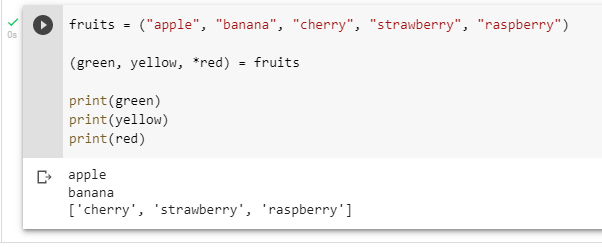 fruits = ("apple", "banana", "cherry", "strawberry", "raspberry")
(green, yellow, *red) = fruits
print(green)
print(yellow)
print(red)
0s
apple
banana
['cherry', 'strawberry', 'raspberry']